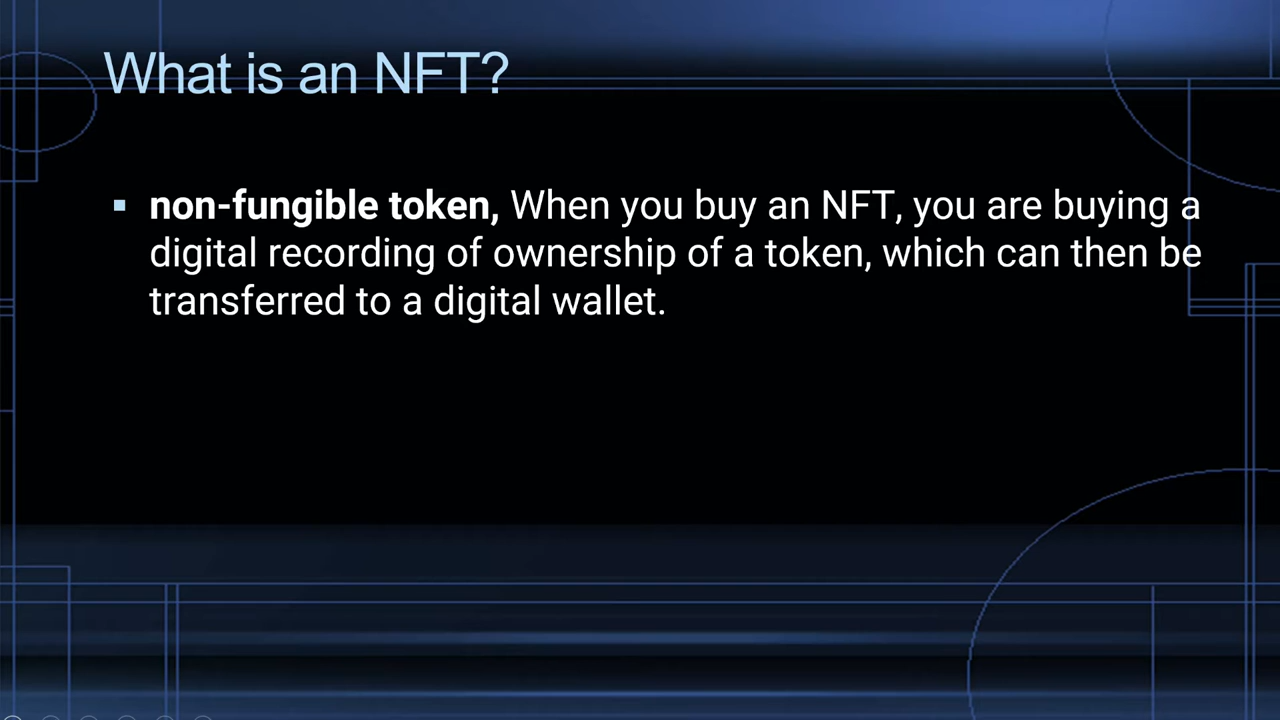 What is an NFT?
▪ non-fungible token, When you buy an NFT, you are buying a
digital recording of ownership of a token, which can then be
transferred to a digital wallet.